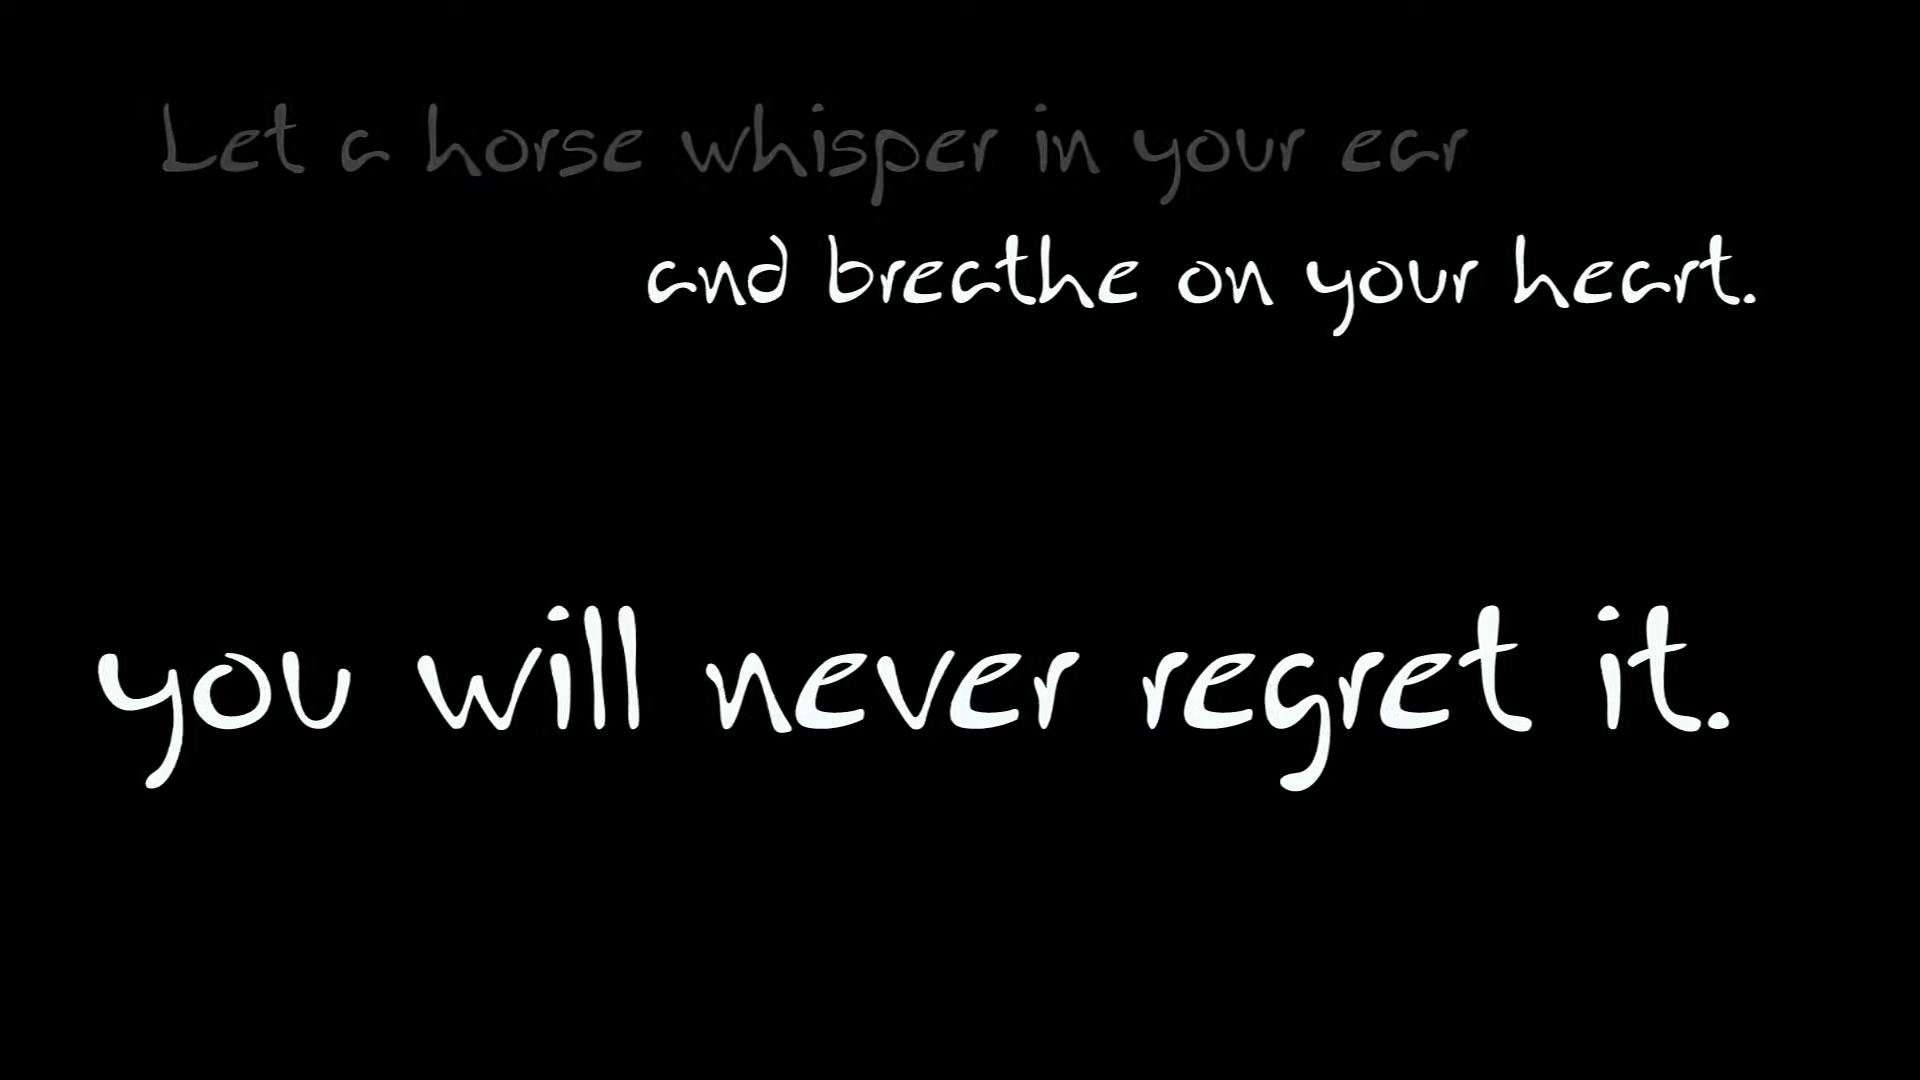 Let a horse whisper in your ear
and breathe on your heart.
you will never regret it.